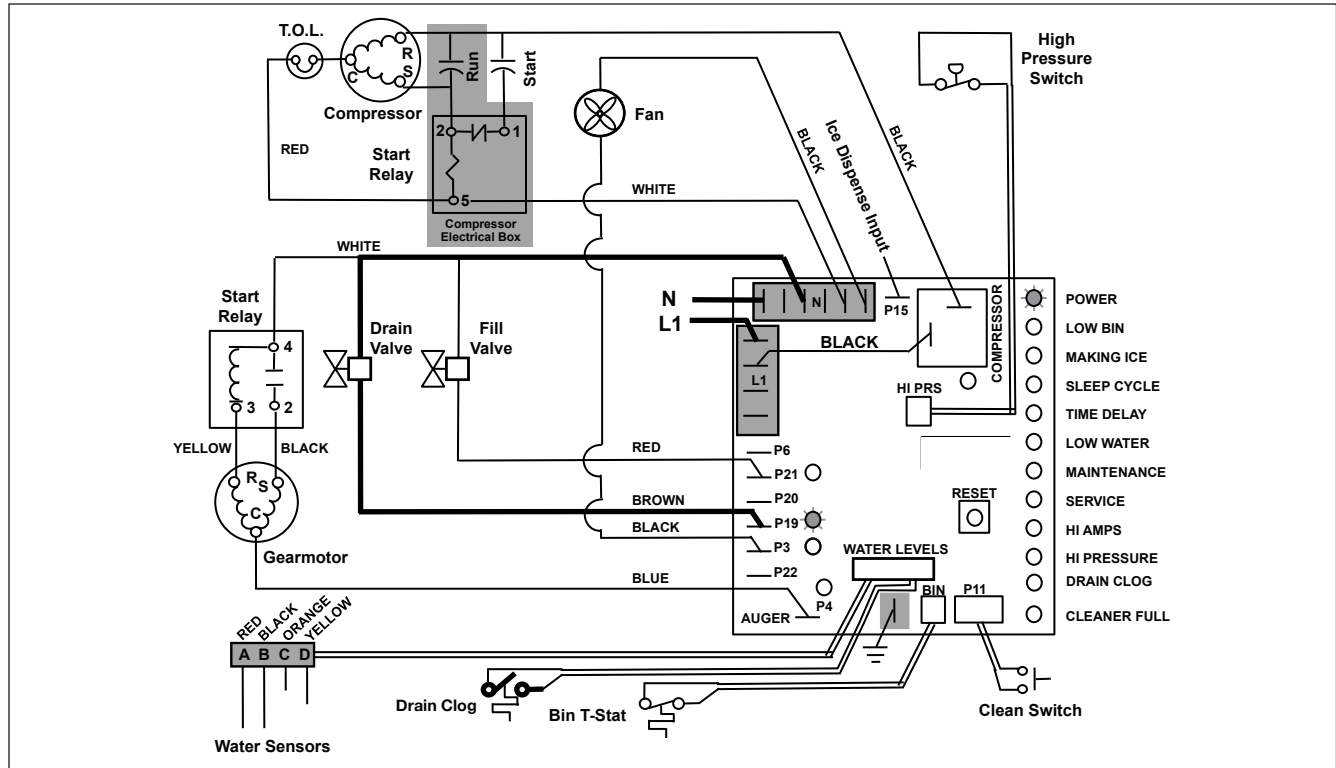 T.O.L.
R
S
C
Compressor
Run
Start
2
1
5
Start
Relay
Compressor
Electrical Box
RED
WHITE
Fan
BLACK
Ice Dispense Input
BLACK
High
Pressure
Switch
WHITE
Start
Relay
4
3
2
YELLOW
BLACK
R
S
C
Gearmotor
Drain
Valve
Fill
Valve
N
L1
N
P15
L1
BLACK
COMPRESSOR
HI PRS
POWER
LOW BIN
MAKING ICE
SLEEP CYCLE
TIME DELAY
LOW WATER
MAINTENANCE
SERVICE
HI AMPS
HI PRESSURE
DRAIN CLOG
CLEANER FULL
RED
BROWN
BLACK
BLUE
P6
P21
P20
P19
P3
P22
P4
AUGER
RESET
WATER LEVELS
BIN
P11
RED
BLACK
ORANGE
YELLOW
A B C D
Water Sensors
Drain Clog
Bin T-Stat
Clean Switch